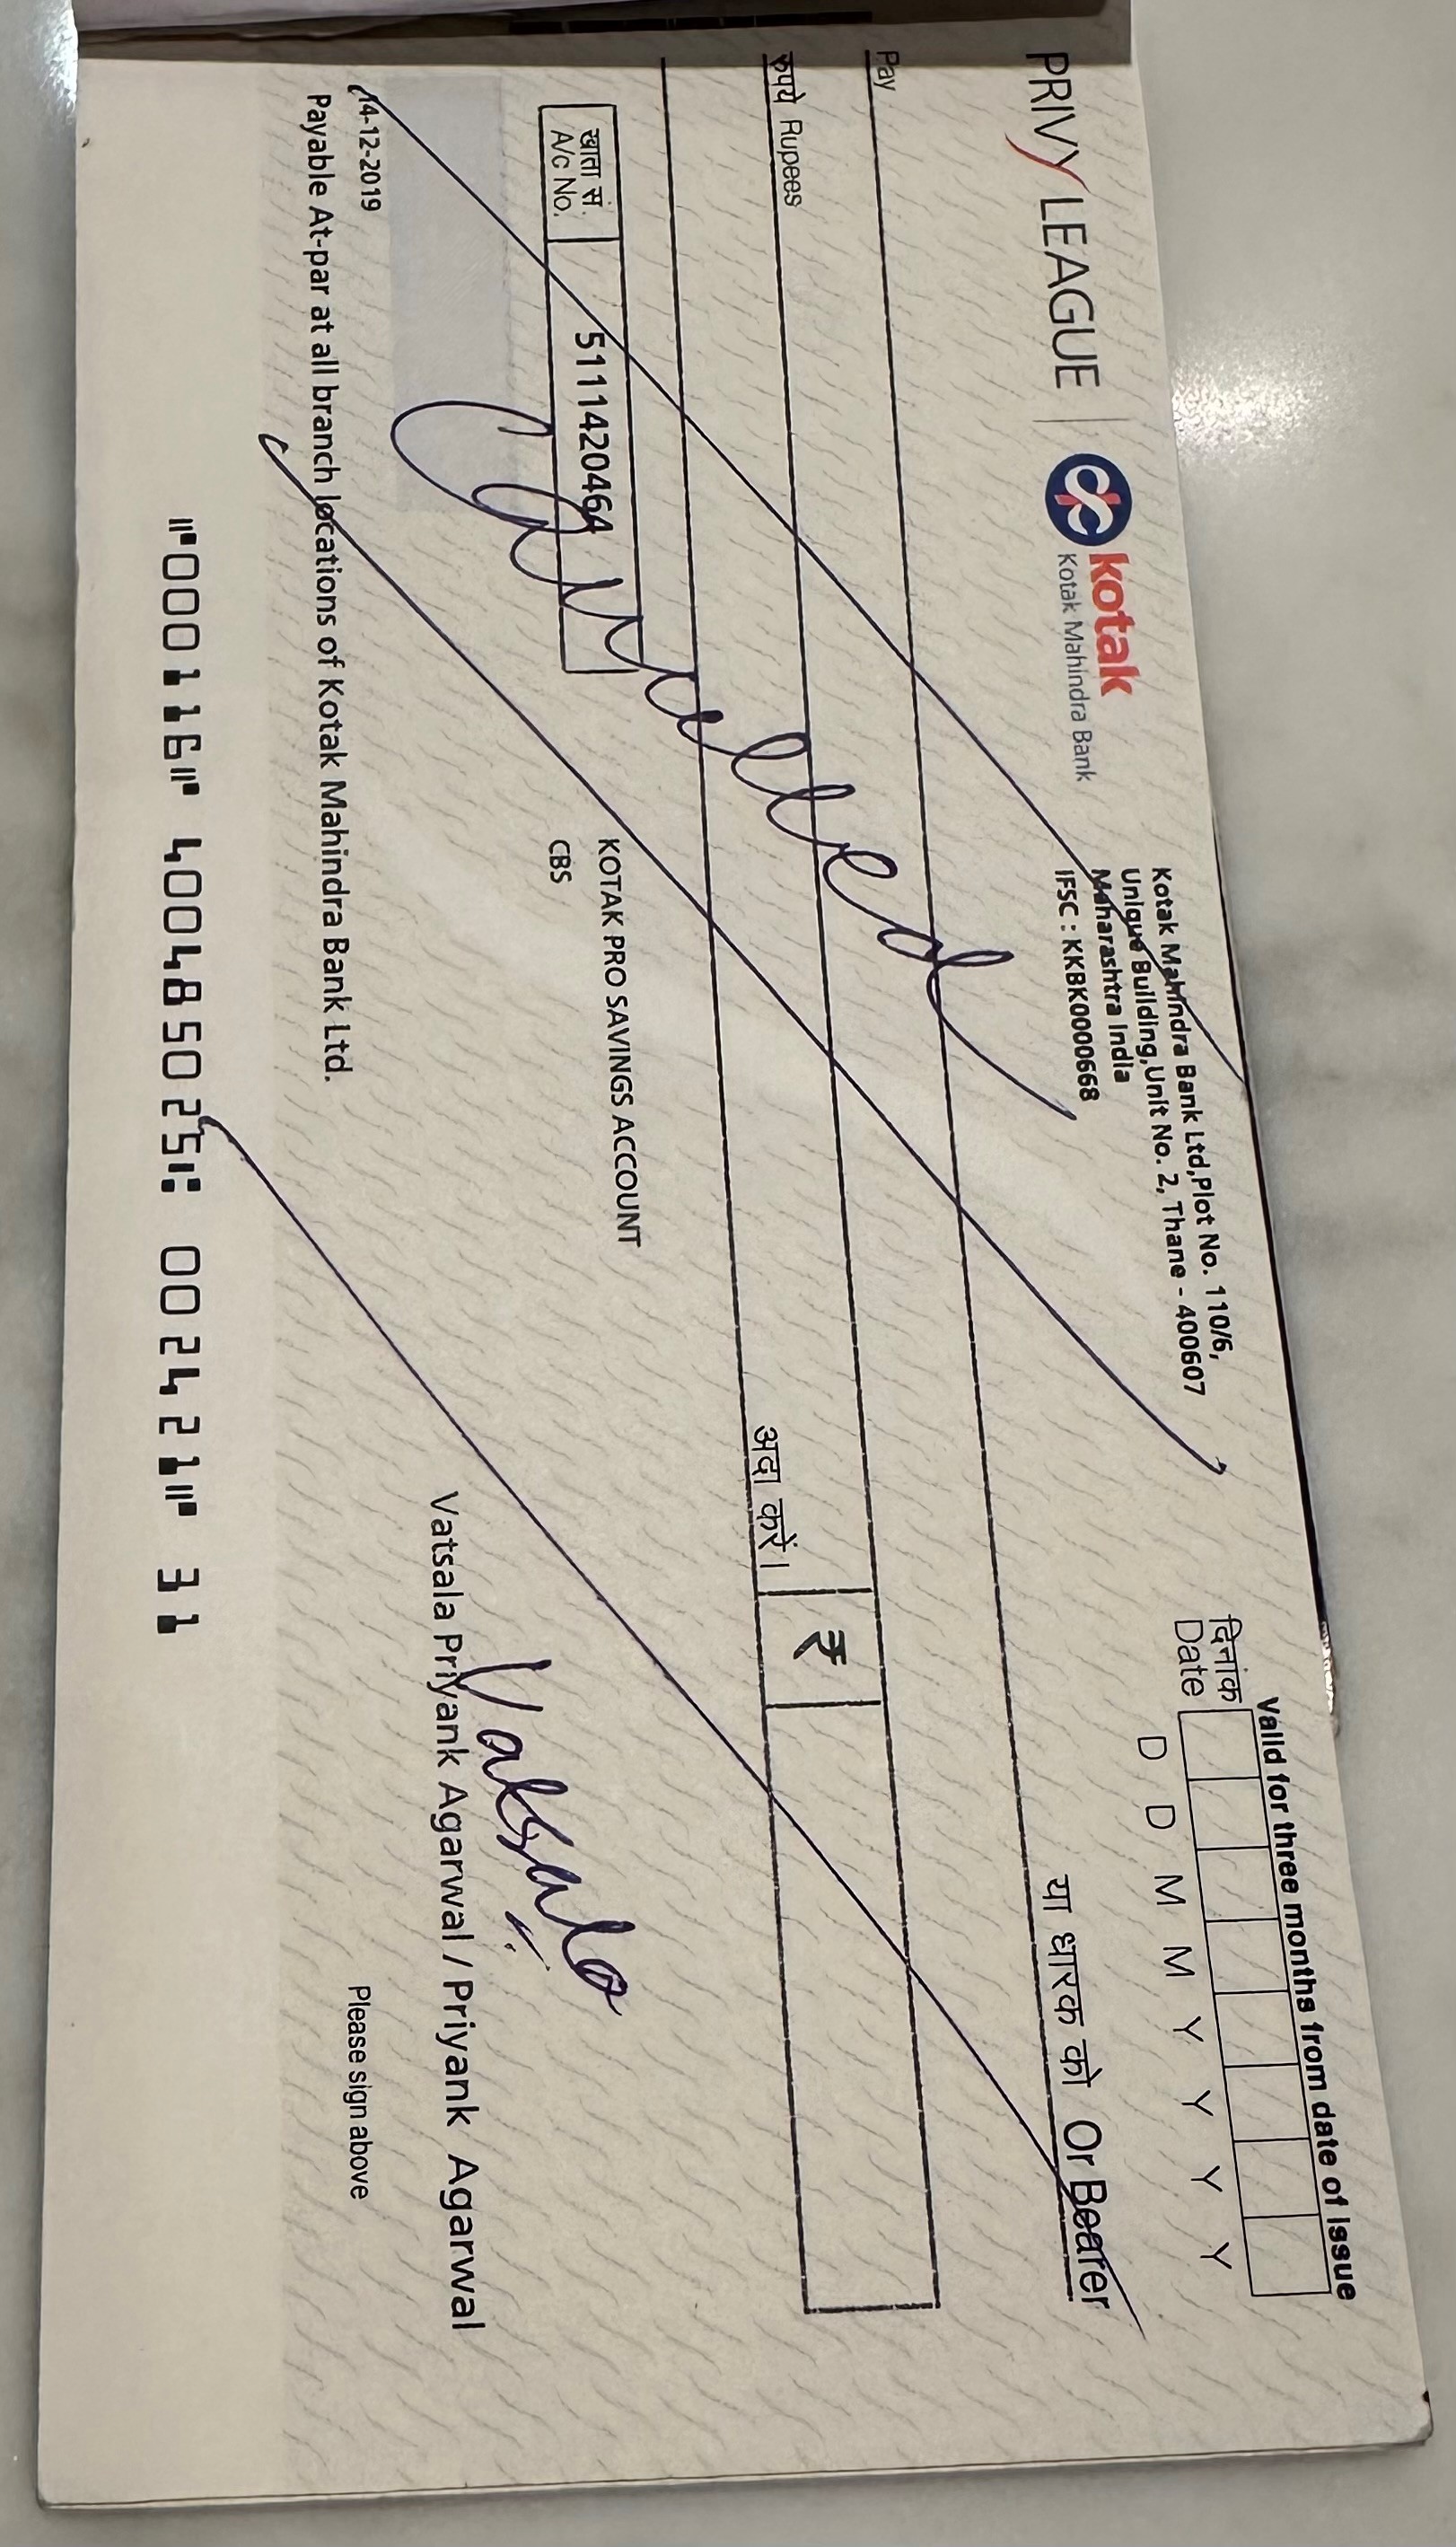 PRIVY LEAGUE
kotak
Kotak Mahindra Bank
Kotak Mahindra Bank Ltd,Plot No. 110/6,
Unique Building,Unit No. 2, Thane - 400607
Maharashtra India
IFSC : KKBK0000668
Valid for three months from date of issue
दिनांक
Date
D D M M Y Y Y Y
Pay
या धारक को Or Bearer
रुपये Rupees
अदा करें।
₹
खाता सं.
A/c No.
5111420464
Cancelled
KOTAK PRO SAVINGS ACCOUNT
CBS
Vatsala
Vatsala Priyank Agarwal / Priyank Agarwal
14-12-2019
Please sign above
Payable At-par at all branch locations of Kotak Mahindra Bank Ltd.
⑈000116⑈ 400485025⑆ 002421⑈ 31